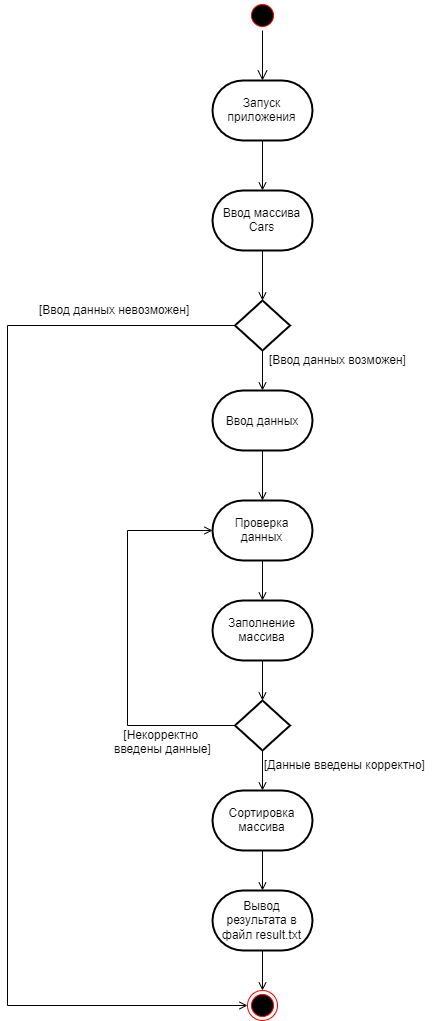 Запуск
приложения
Ввод массива
Cars
[Ввод данных невозможен]
[Ввод данных возможен]
Ввод данных
Проверка
данных
Заполнение
массива
[Некорректно
введены данные]
[Данные введены корректно]
Сортировка
массива
Вывод
результата в
файл result.txt